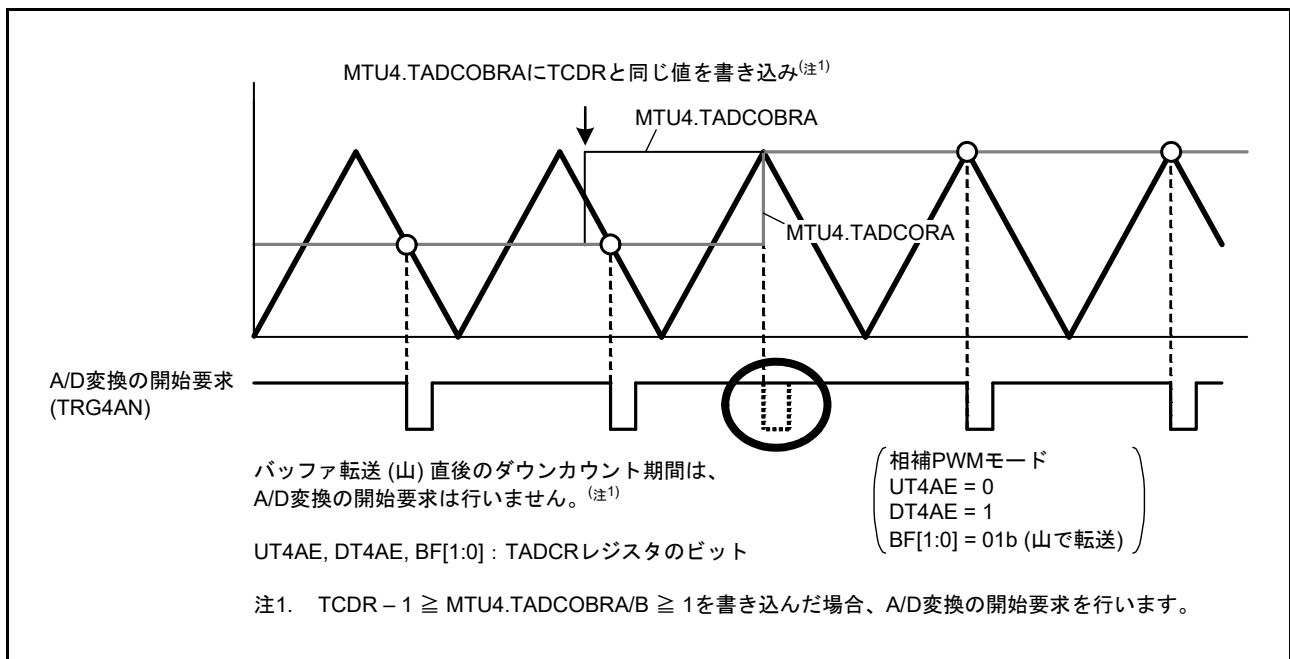 MTU4.TADCOBRAにTCDRと同じ値を書き込み(注1)
MTU4.TADCOBRA
MTU4.TADCORA
A/D変換の開始要求
(TRG4AN)
バッファ転送 (山) 直後のダウンカウント期間は、
A/D変換の開始要求は行いません。(注1)
相補PWMモード
UT4AE = 0
DT4AE = 1
BF[1:0] = 01b (山で転送)
UT4AE, DT4AE, BF[1:0] : TADCRレジスタのビット
注1. TCDR – 1 ≧ MTU4.TADCOBRA/B ≧ 1を書き込んだ場合、A/D変換の開始要求を行います。